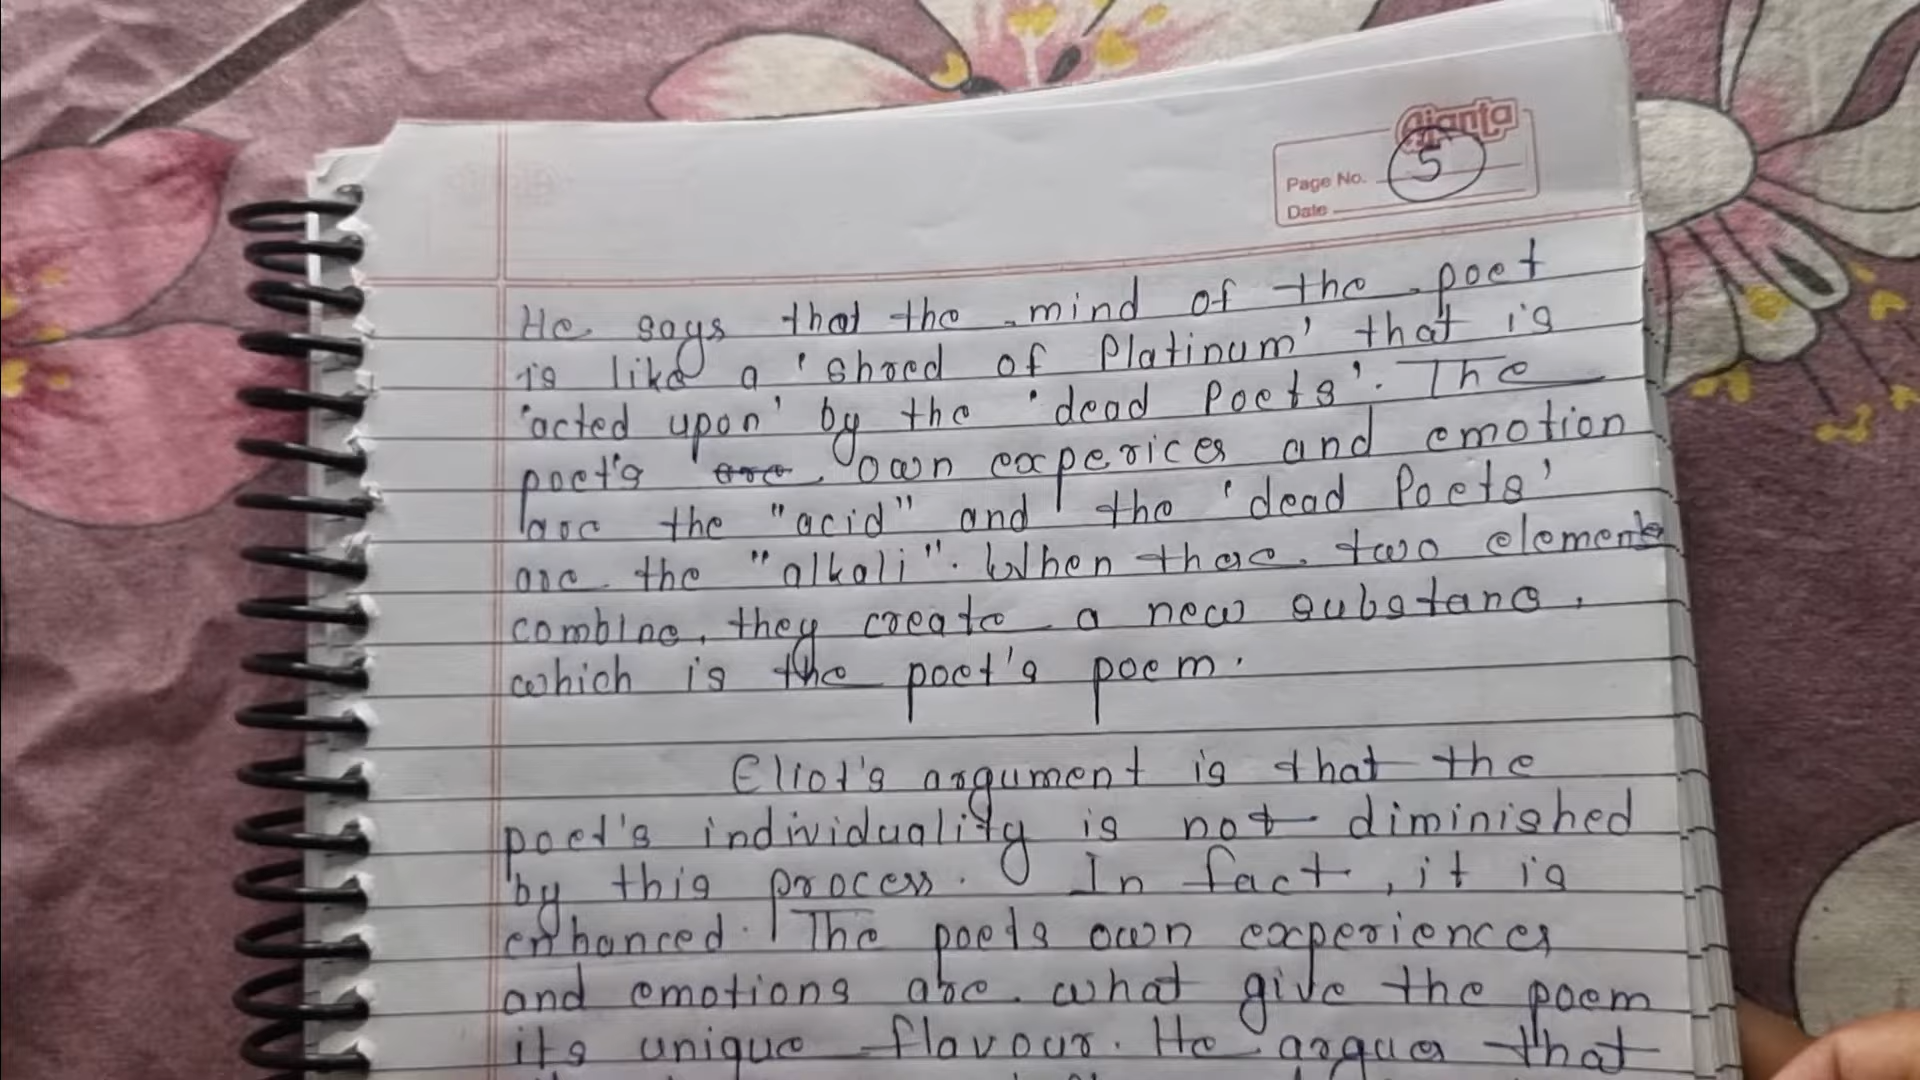 Ajanta
Page No. 5
Date
He says that the mind of the poet
is like a 'shred of Platinum' that is
'acted upon' by the 'dead Poets'. The
poet's are own experices and emotion
are the "acid" and the 'dead Poets'
are the "alkali". When these two elements
combine, they create a new substanc,
which is the poet's poem.
Eliot's argument is that the
poet's individuality is not diminished
by this process. In fact, it is
enhanced. The poets own experiences
and emotions are what give the poem
its unique flavour. He argues that